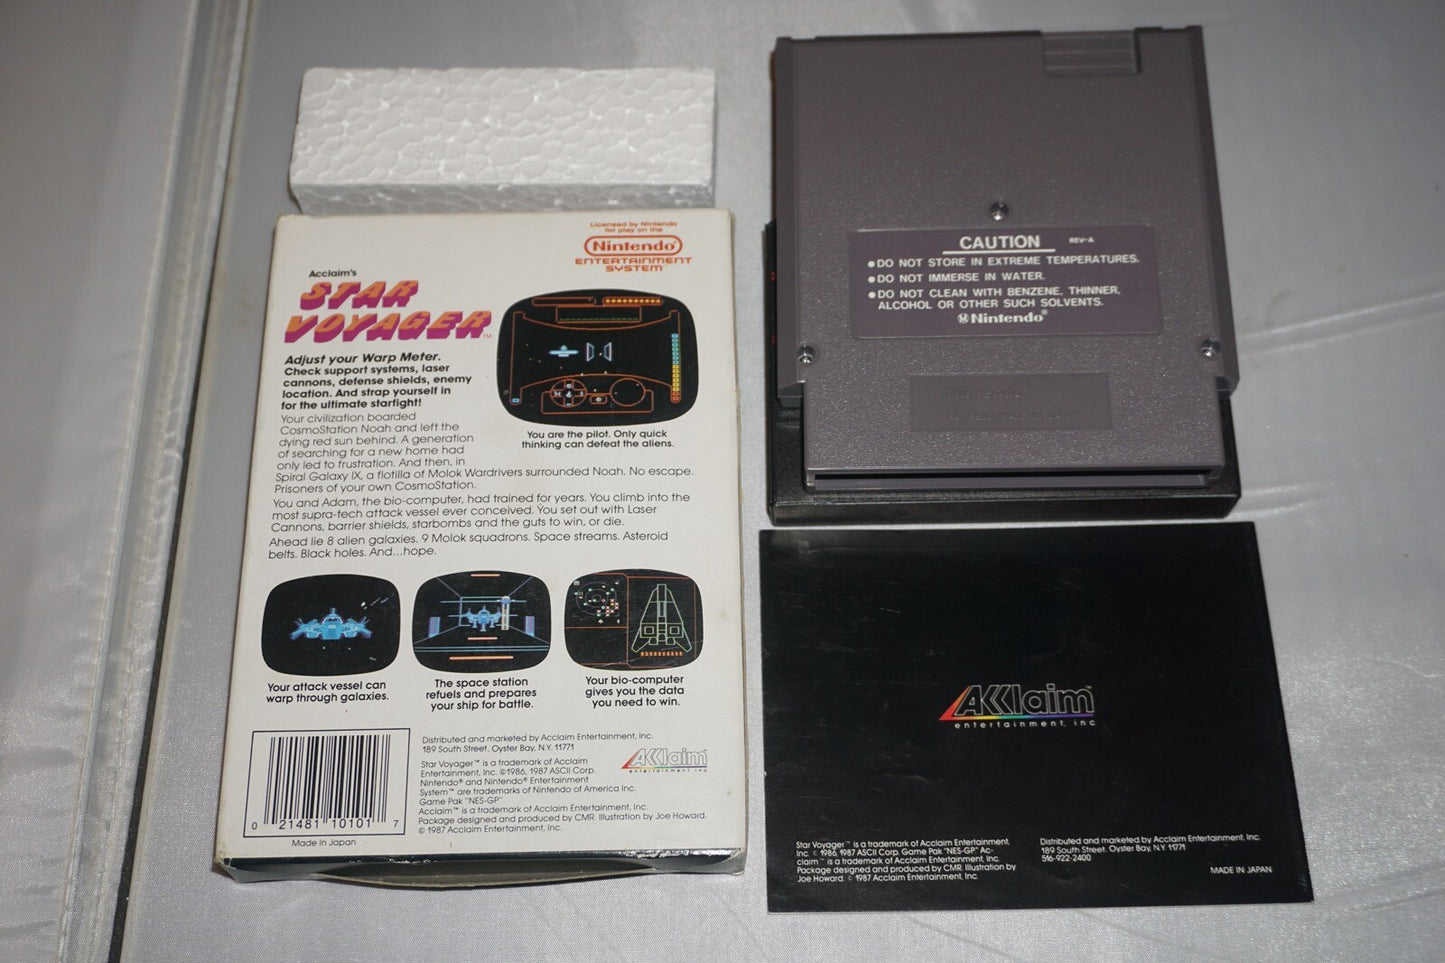 Licensed by Nintendo
for play on the
Nintendo
ENTERTAINMENT
SYSTEM™
Acclaim's
STAR
VOYAGER™
Adjust your Warp Meter.
Check support systems, laser
cannons, defense shields, enemy
location. And strap yourself in
for the ultimate starfight!
Your civilization boarded
CosmoStation Noah and left the
dying red sun behind. A generation
of searching for a new home had
only led to frustration. And then, in
Spiral Galaxy IX, a flotilla of Molok Wardrivers surrounded Noah. No escape.
Prisoners of your own CosmoStation.
You and Adam, the bio-computer, had trained for years. You climb into the
most supra-tech attack vessel ever conceived. You set out with Laser
Cannons, barrier shields, starbombs and the guts to win, or die.
Ahead lie 8 alien galaxies. 9 Molok squadrons. Space streams. Asteroid
belts. Black holes. And...hope.
You are the pilot. Only quick
thinking can defeat the aliens.
Your attack vessel can
warp through galaxies.
The space station
refuels and prepares
your ship for battle.
Your bio-computer
gives you the data
you need to win.
0 21481 10101 7
Made in Japan
Distributed and marketed by Acclaim Entertainment, Inc.
189 South Street, Oyster Bay, N.Y. 11771
Star Voyager™ is a trademark of Acclaim
Entertainment, Inc. ©1986, 1987 ASCII Corp.
Nintendo® and Nintendo® Entertainment
System™ are trademarks of Nintendo of America Inc.
Game Pak "NES-GP"
Acclaim™ is a trademark of Acclaim Entertainment, Inc.
Package designed and produced by CMR. Illustration by Joe Howard.
© 1987 Acclaim Entertainment, Inc.
AKKlaim™
entertainment, inc.
CAUTION REV-A
●DO NOT STORE IN EXTREME TEMPERATURES.
●DO NOT IMMERSE IN WATER.
●DO NOT CLEAN WITH BENZENE, THINNER,
ALCOHOL OR OTHER SUCH SOLVENTS.
Nintendo®
AKKlaim™
entertainment, inc.
Star Voyager™ is a trademark of Acclaim Entertainment,
Inc. © 1986, 1987 ASCII Corp. Game Pak "NES-GP." Ac-
claim™ is a trademark of Acclaim Entertainment, Inc.
Package designed and produced by CMR. Illustration by
Joe Howard. © 1987 Acclaim Entertainment, Inc.
Distributed and marketed by Acclaim Entertainment, Inc.
189 South Street, Oyster Bay, N.Y. 11771
516-922-2400
MADE IN JAPAN